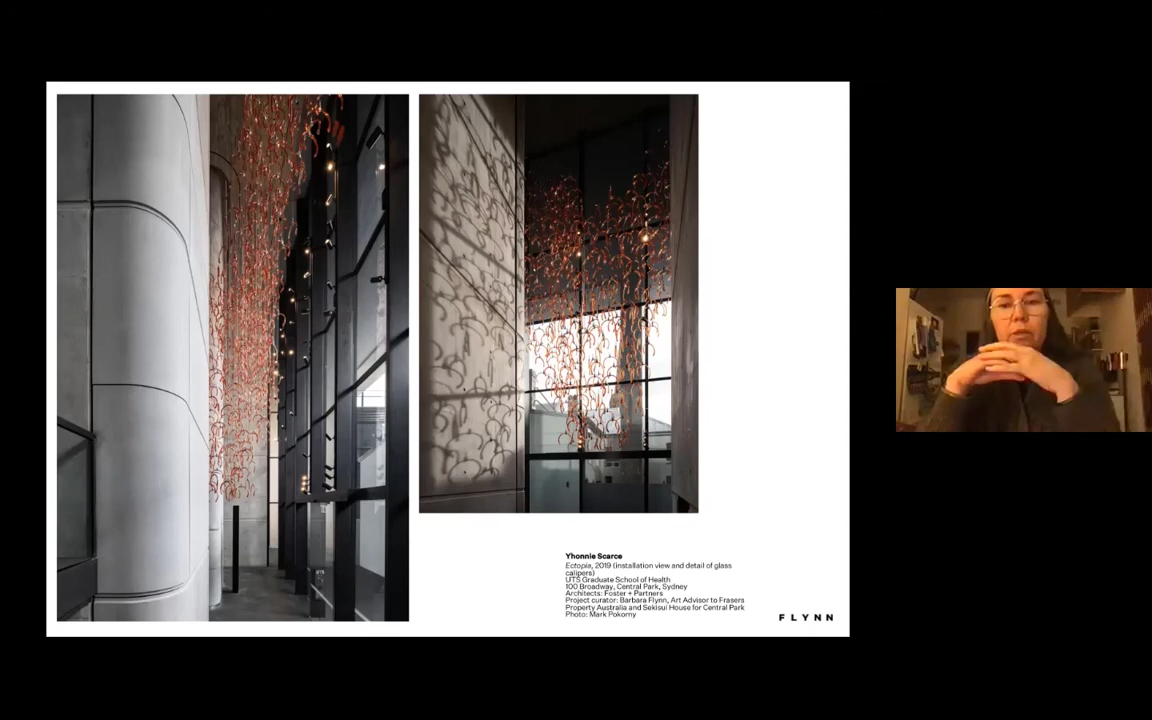 Yhonnie Scarce
Ectopia, 2019 (installation view and detail of glass
calipers)
UTS Graduate School of Health
100 Broadway, Central Park, Sydney
Architects: Foster + Partners
Project curator: Barbara Flynn, Art Advisor to Frasers
Property Australia and Sekisui House for Central Park
Photo: Mark Pokorny
FLYNN